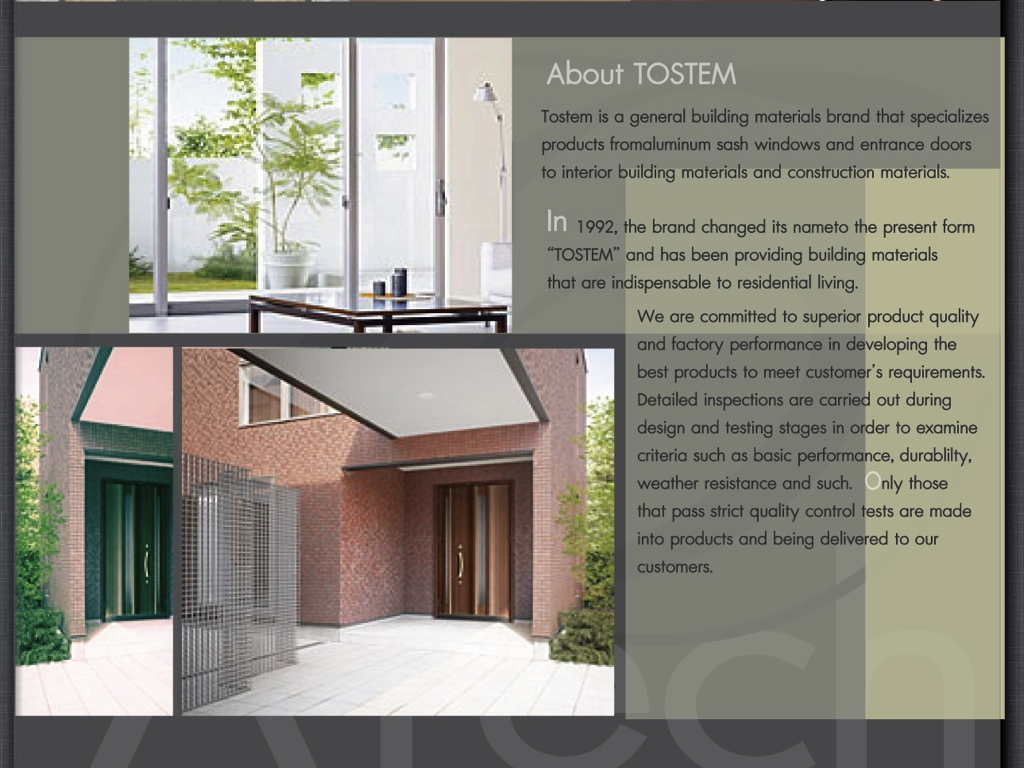 About TOSTEM
Tostem is a general building materials brand that specializes
products fromaluminum sash windows and entrance doors
to interior building materials and construction materials.
In 1992, the brand changed its nameto the present form
“TOSTEM” and has been providing building materials
that are indispensable to residential living.
We are committed to superior product quality
and factory performance in developing the
best products to meet customer's requirements.
Detailed inspections are carried out during
design and testing stages in order to examine
criteria such as basic performance, durablilty,
weather resistance and such. Only those
that pass strict quality control tests are made
into products and being delivered to our
customers.
ATech